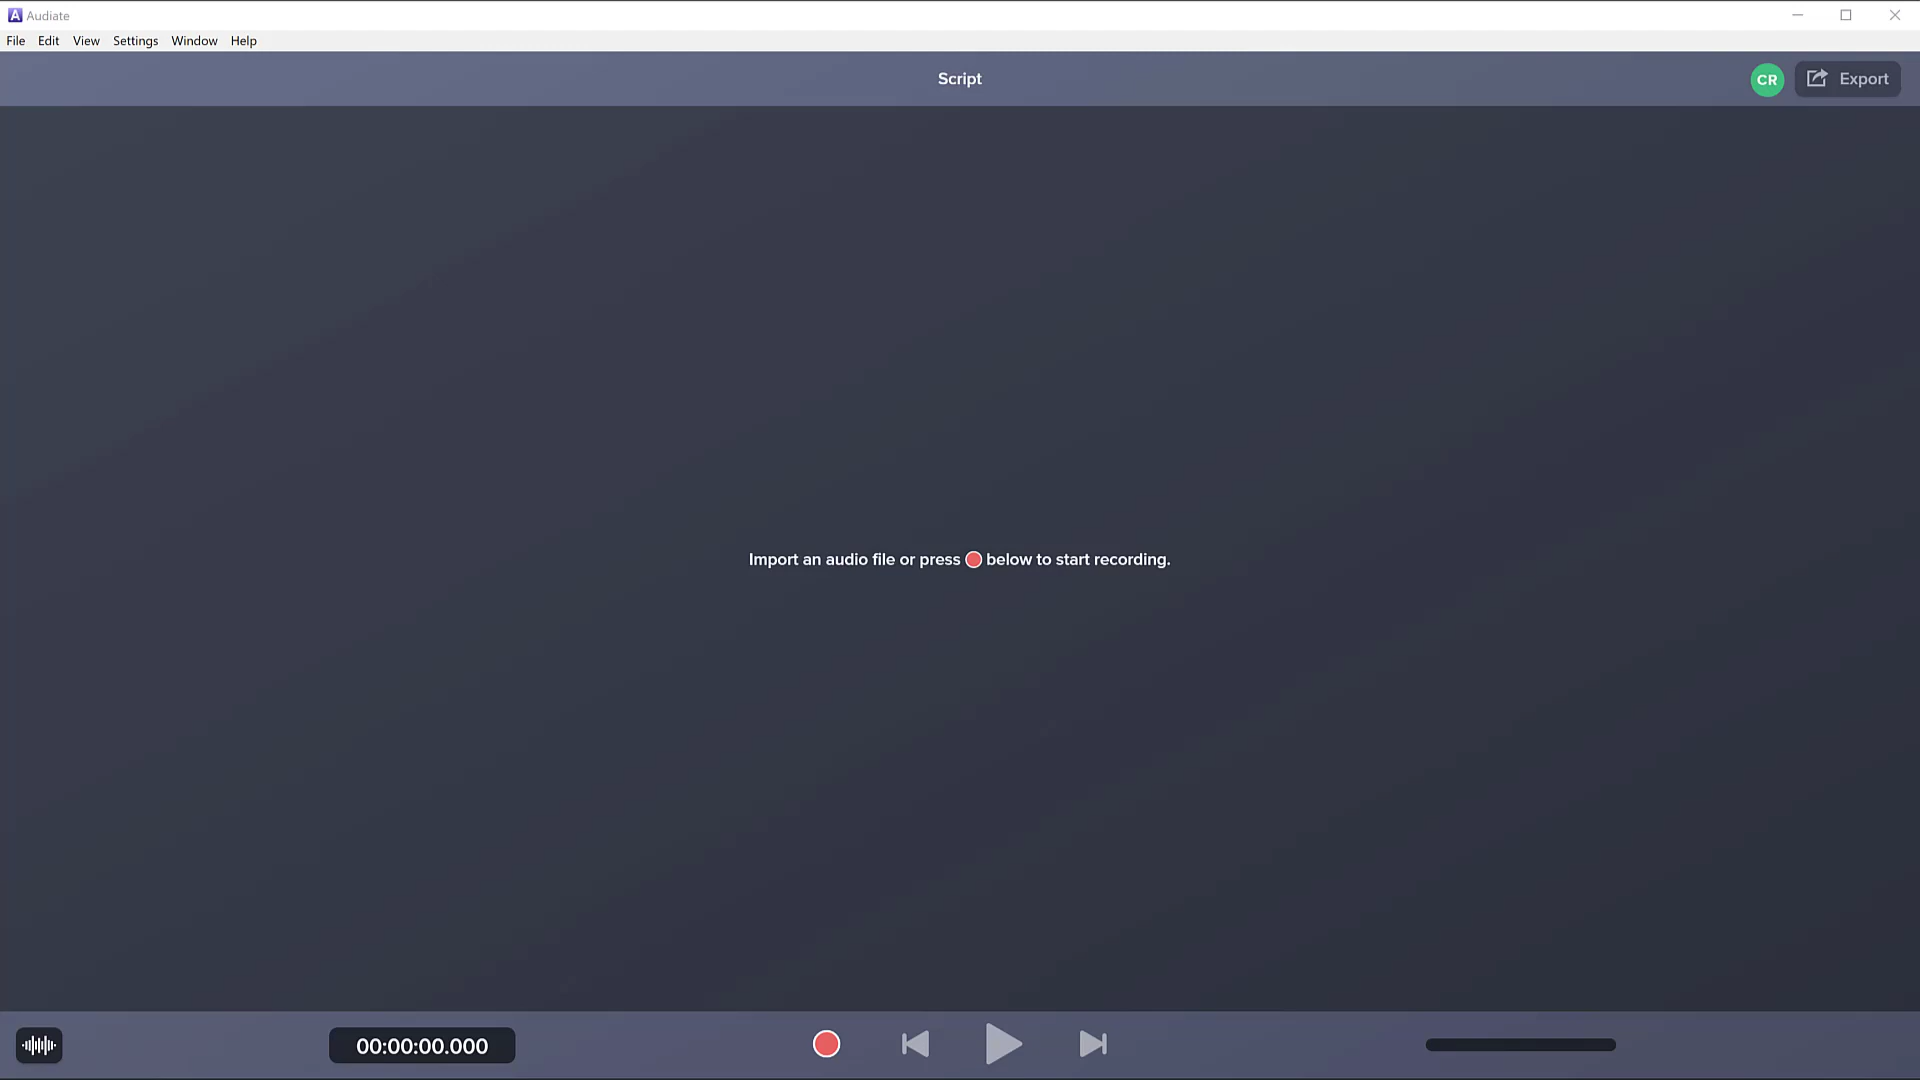 A Audiate
File Edit View Settings Window Help
Script
CR Export
Import an audio file or press below to start recording.
00:00:00.000